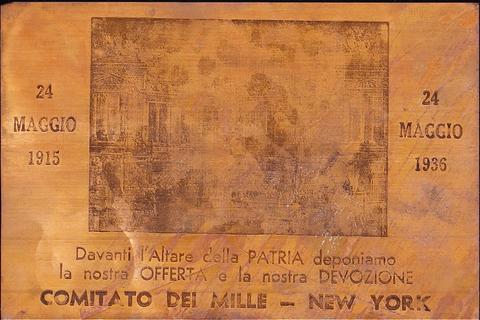 24
MAGGIO
1915
24
MAGGIO
1936
Davanti l'Altare della PATRIA deponiamo
la nostra OFFERTA e la nostra DEVOZIONE
COMITATO DEI MILLE – NEW YORK